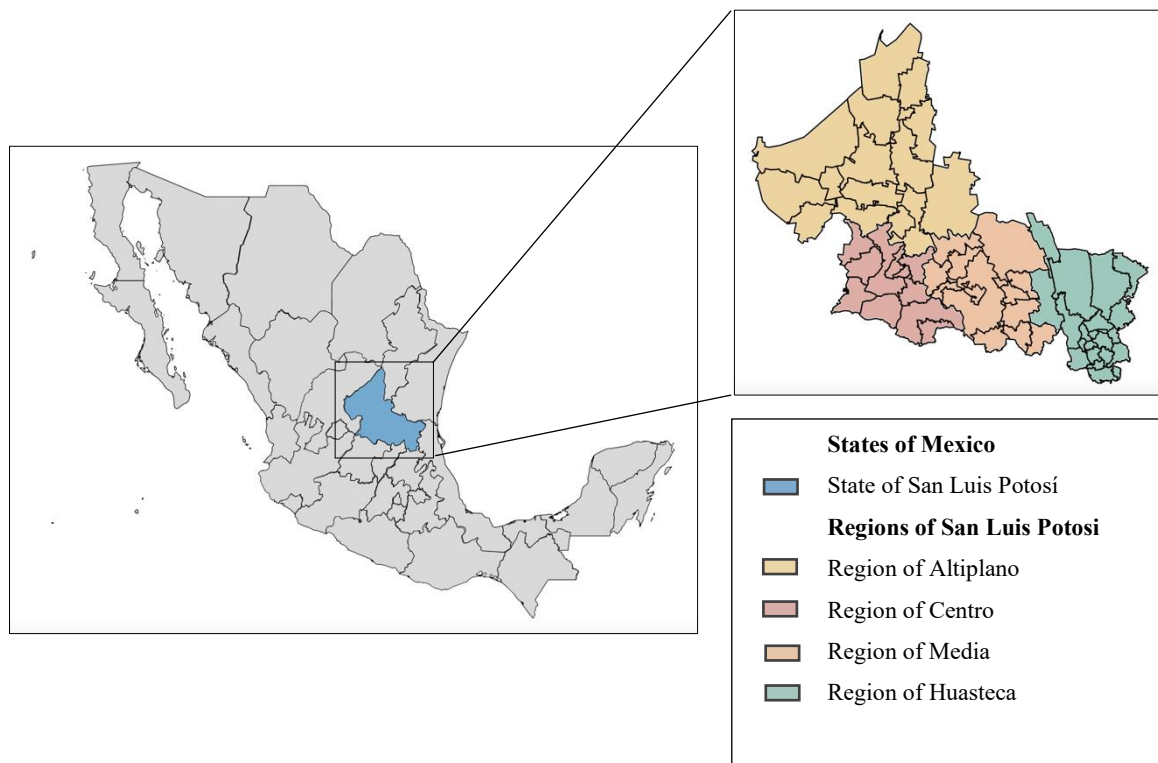 States of Mexico
State of San Luis Potosí
Regions of San Luis Potosi
Region of Altiplano
Region of Centro
Region of Media
Region of Huasteca